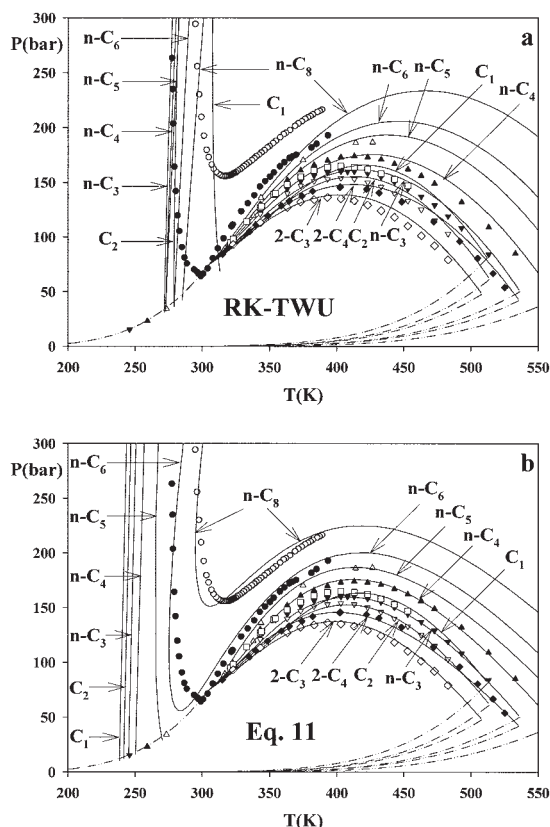 P(bar)
300
250
200
150
100
50
0
a
n-C6
n-C5
n-C4
n-C3
C2
n-C8
C1
n-C6
n-C5
C1
n-C4
2-C3
2-C4
C2
n-C3
RK-TWU
200 250 300 350 400 450 500 550
T(K)
P(bar)
300
250
200
150
100
50
0
b
n-C6
n-C5
n-C4
n-C3
C2
C1
n-C8
n-C6
n-C5
n-C4
C1
2-C3
2-C4
C2
n-C3
Eq. 11
200 250 300 350 400 450 500 550
T(K)